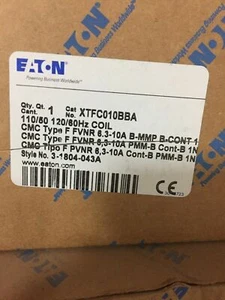 EATON
Powering Business Worldwide
Qty. Qt.
Cant. 1 Cat No. XTFC010BBA
110/50 120/60Hz COIL
CMC Type F FVNR 6,3-10A B-MMP B-CONT 1
CMC Type F FVNR 6,3-10A PMM-B Cont-B 1N
CMC Tipo F PVNR 6,3-10A Cont-B PMM-B 1N
Style No. 3-1804-043A
www.eaton.com
CE